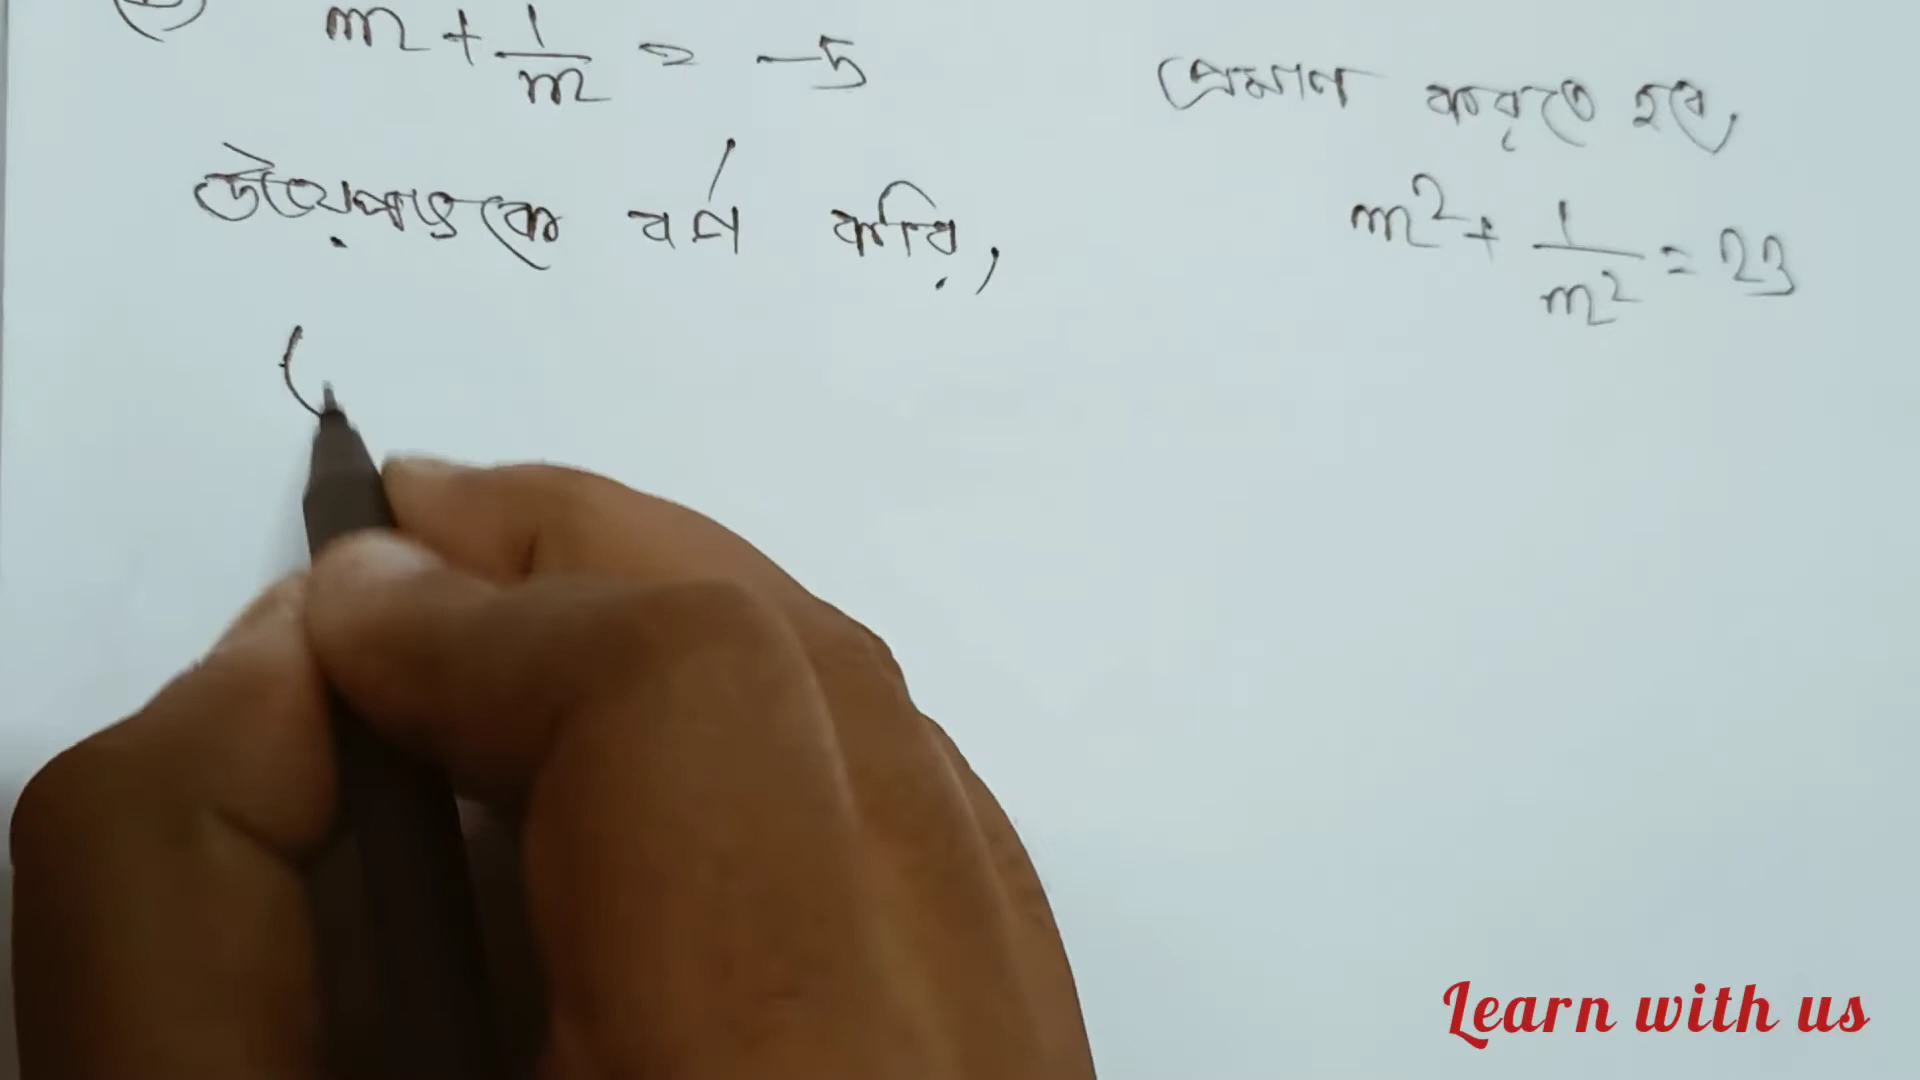 m + 1/m = -5
প্রমাণ করতে হবে,
উভয়পক্ষকে বর্গ করি,
m² + 1/m² = 23
(
Learn with us